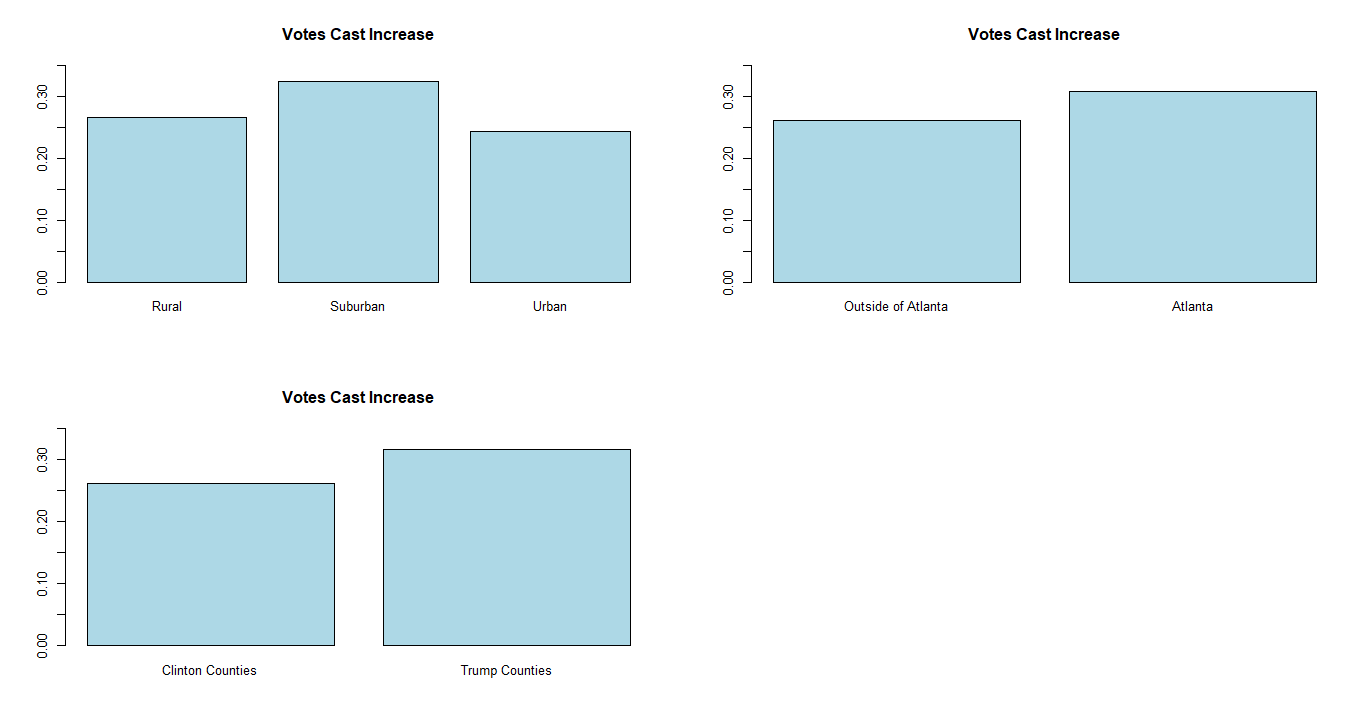 Votes Cast Increase
0.30
0.20
0.10
0.00
Rural Suburban Urban
Votes Cast Increase
0.30
0.20
0.10
0.00
Outside of Atlanta Atlanta
Votes Cast Increase
0.30
0.20
0.10
0.00
Clinton Counties Trump Counties